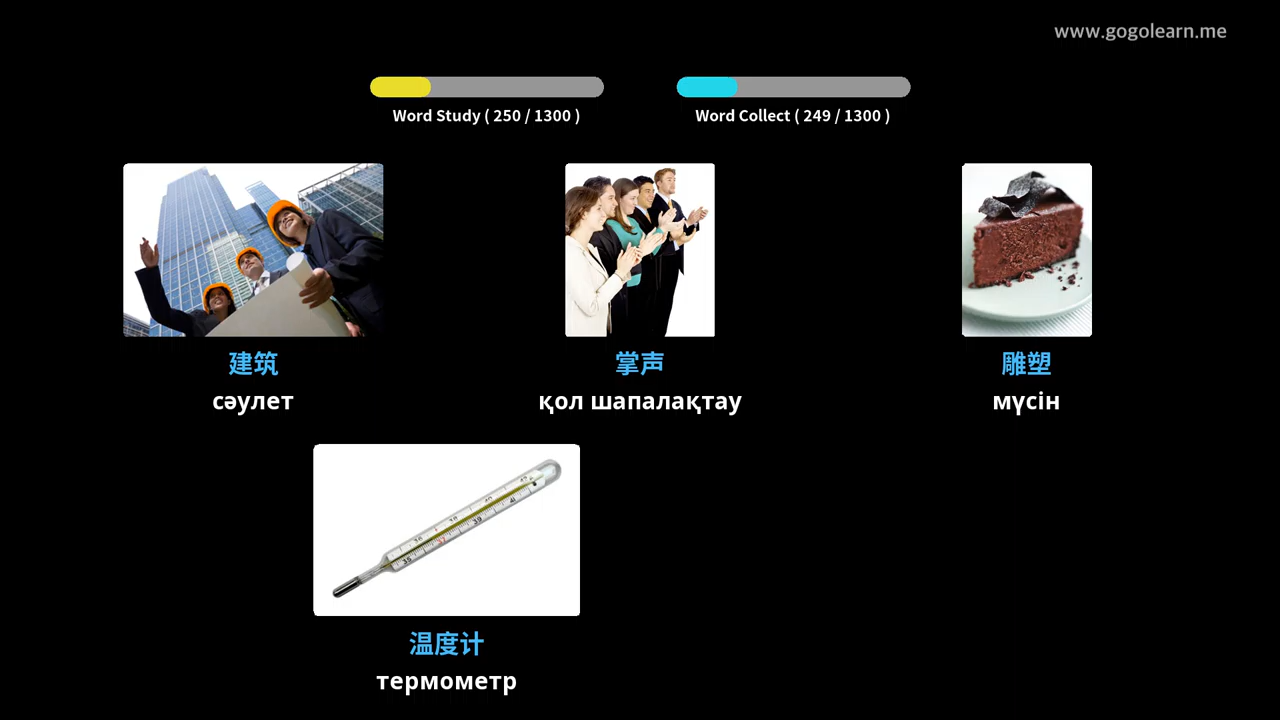 www.gogolearn.me
Word Study ( 250 / 1300 )
Word Collect ( 249 / 1300 )
建筑
сәулет
掌声
қол шапалақтау
雕塑
мүсін
温度计
термометр